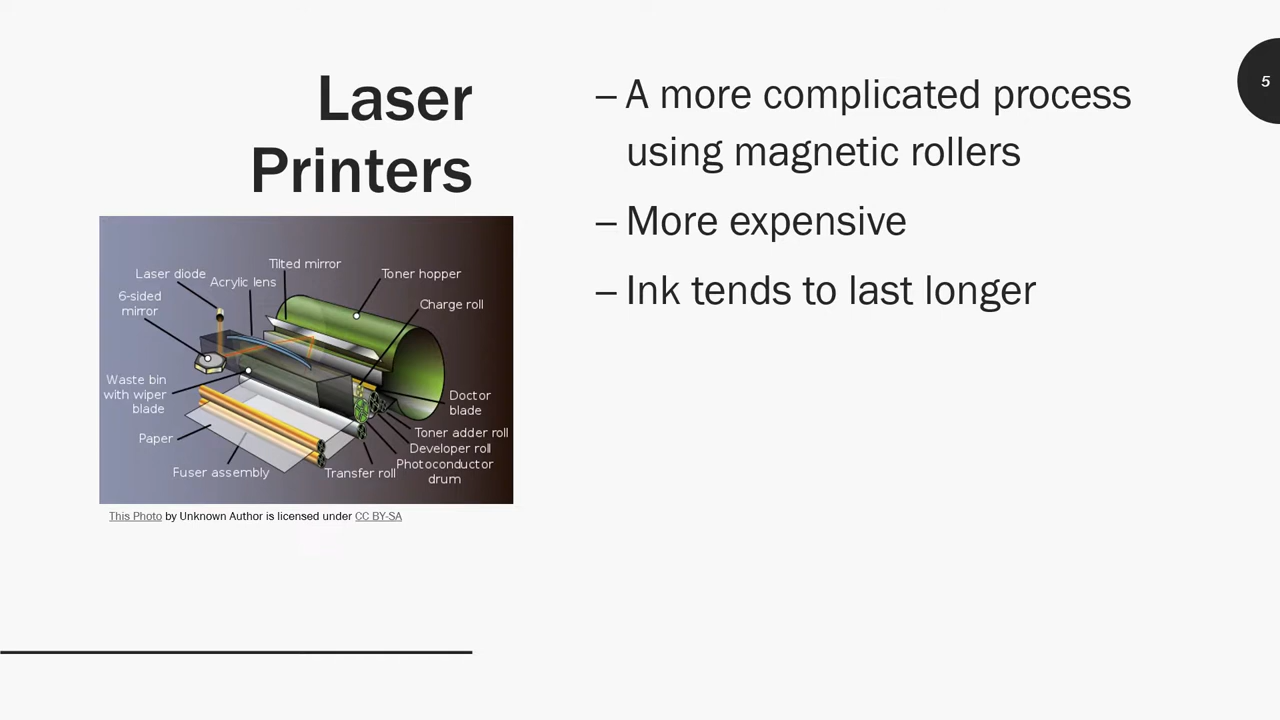 Laser
Printers
– A more complicated process
using magnetic rollers
– More expensive
– Ink tends to last longer
5
Laser diode
Acrylic lens
Tilted mirror
Toner hopper
6-sided
mirror
Charge roll
Waste bin
with wiper
blade
Doctor
blade
Paper
Toner adder roll
Developer roll
Fuser assembly
Transfer roll
Photoconductor
drum
This Photo by Unknown Author is licensed under CC BY-SA